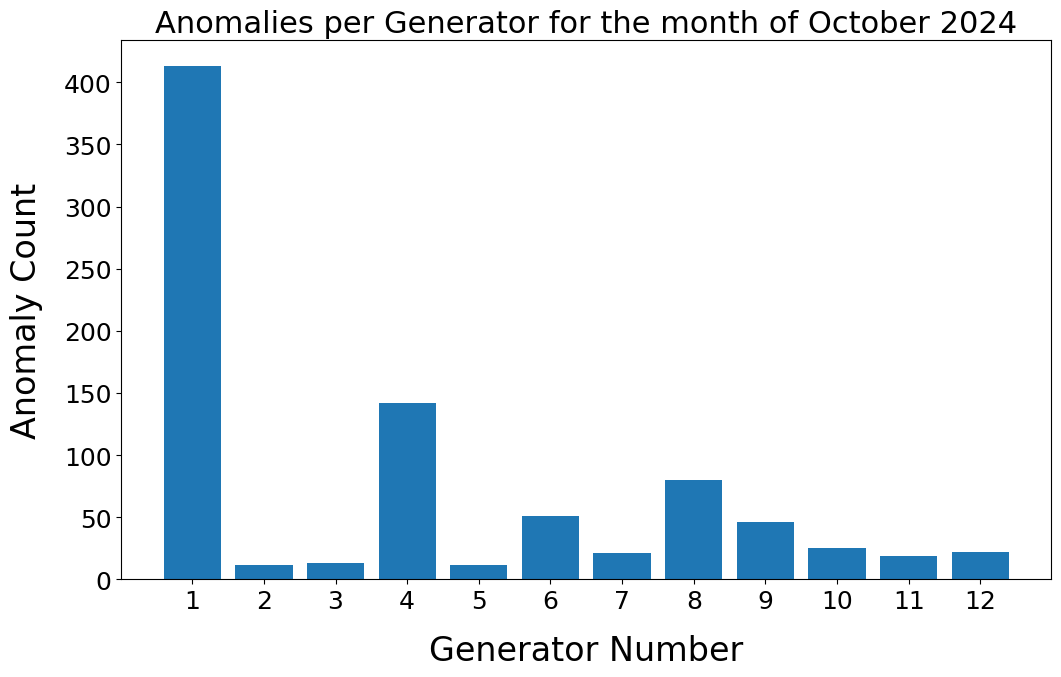 Anomalies per Generator for the month of October 2024
Anomaly Count
400
350
300
250
200
150
100
50
0
1 2 3 4 5 6 7 8 9 10 11 12
Generator Number